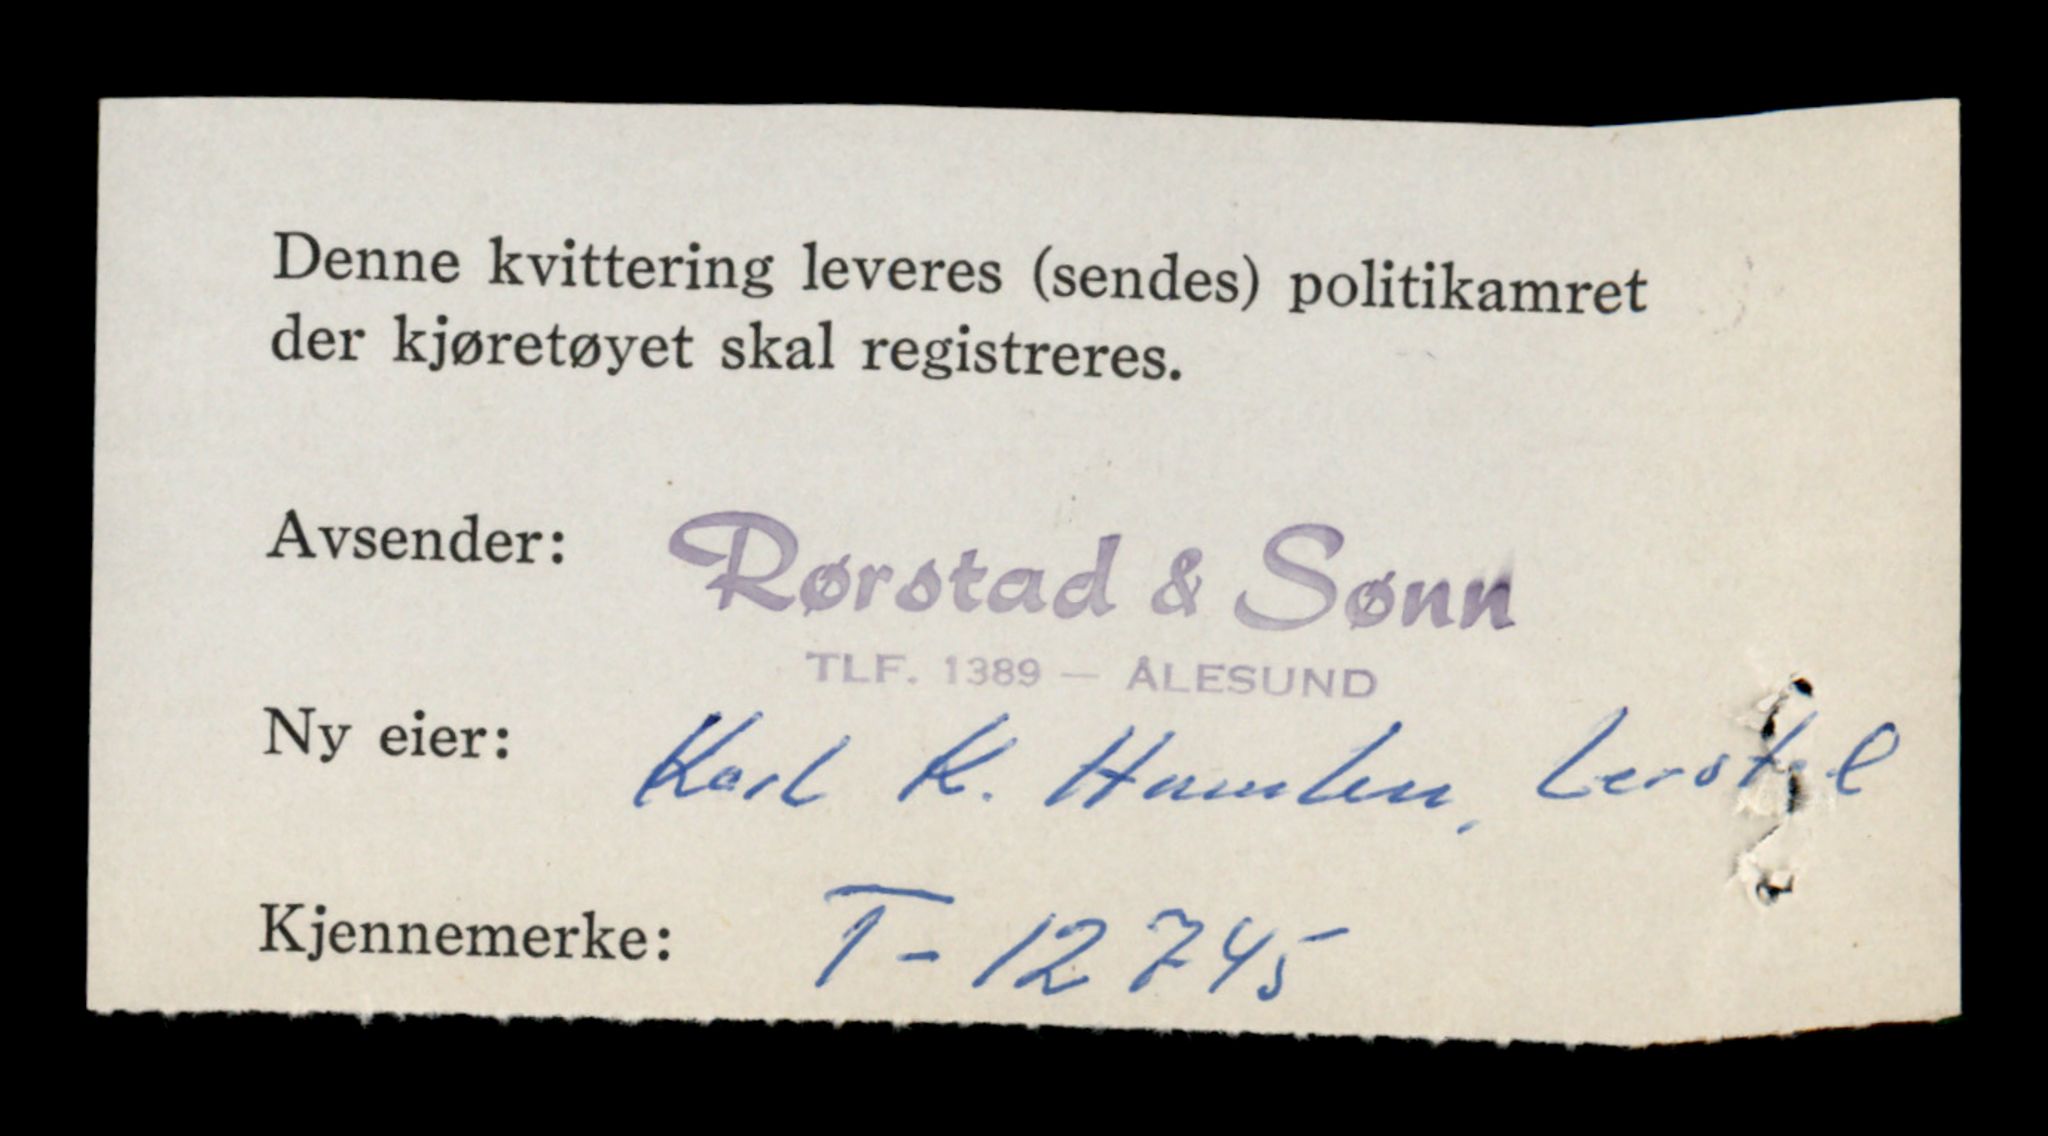 Denne kvittering leveres (sendes) politikamret
der kjøretøyet skal registreres.
Avsender: Rørstad & Sønn
TLF. 1389 — ÅLESUND
Ny eier: Karl K.
Kjennemerke: T-12745